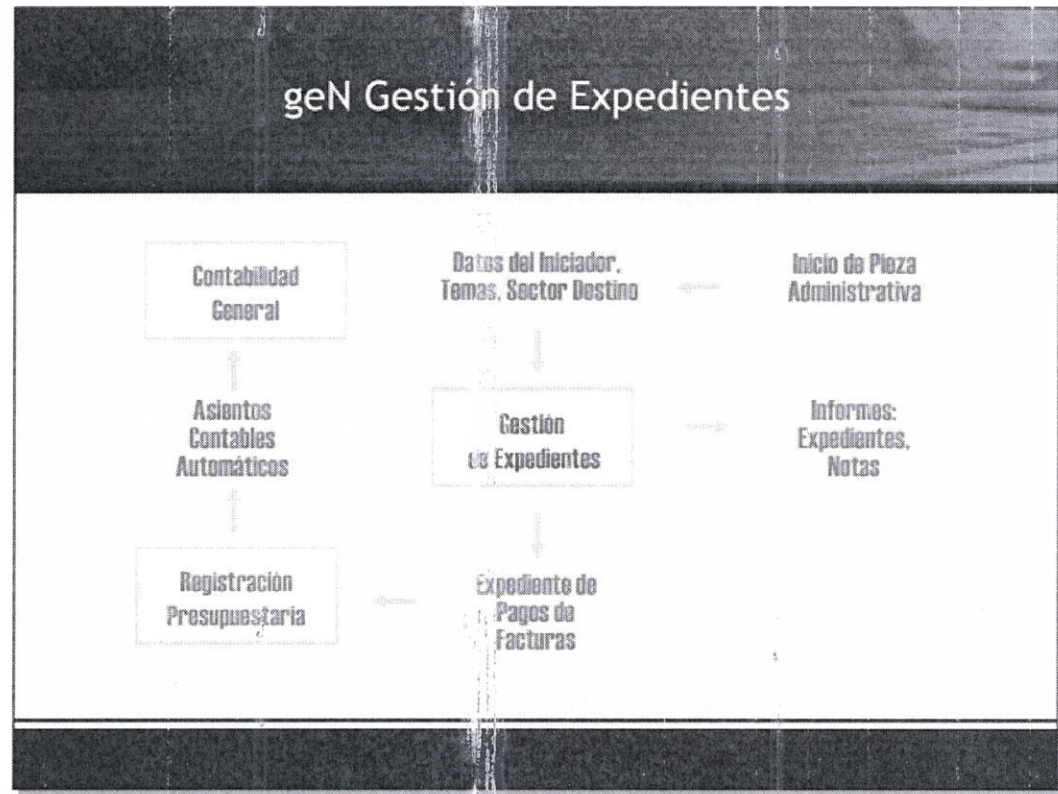 geN Gestión de Expedientes
Contabilidad
General
Datos del Iniciador,
Temas, Sector Destino
Inicio de Pieza
Administrativa
Asientos
Contables
Automáticos
Gestión
de Expedientes
Informes:
Expedientes,
Notas
Registración
Presupuestaria
Expediente de
Pagos de
Facturas